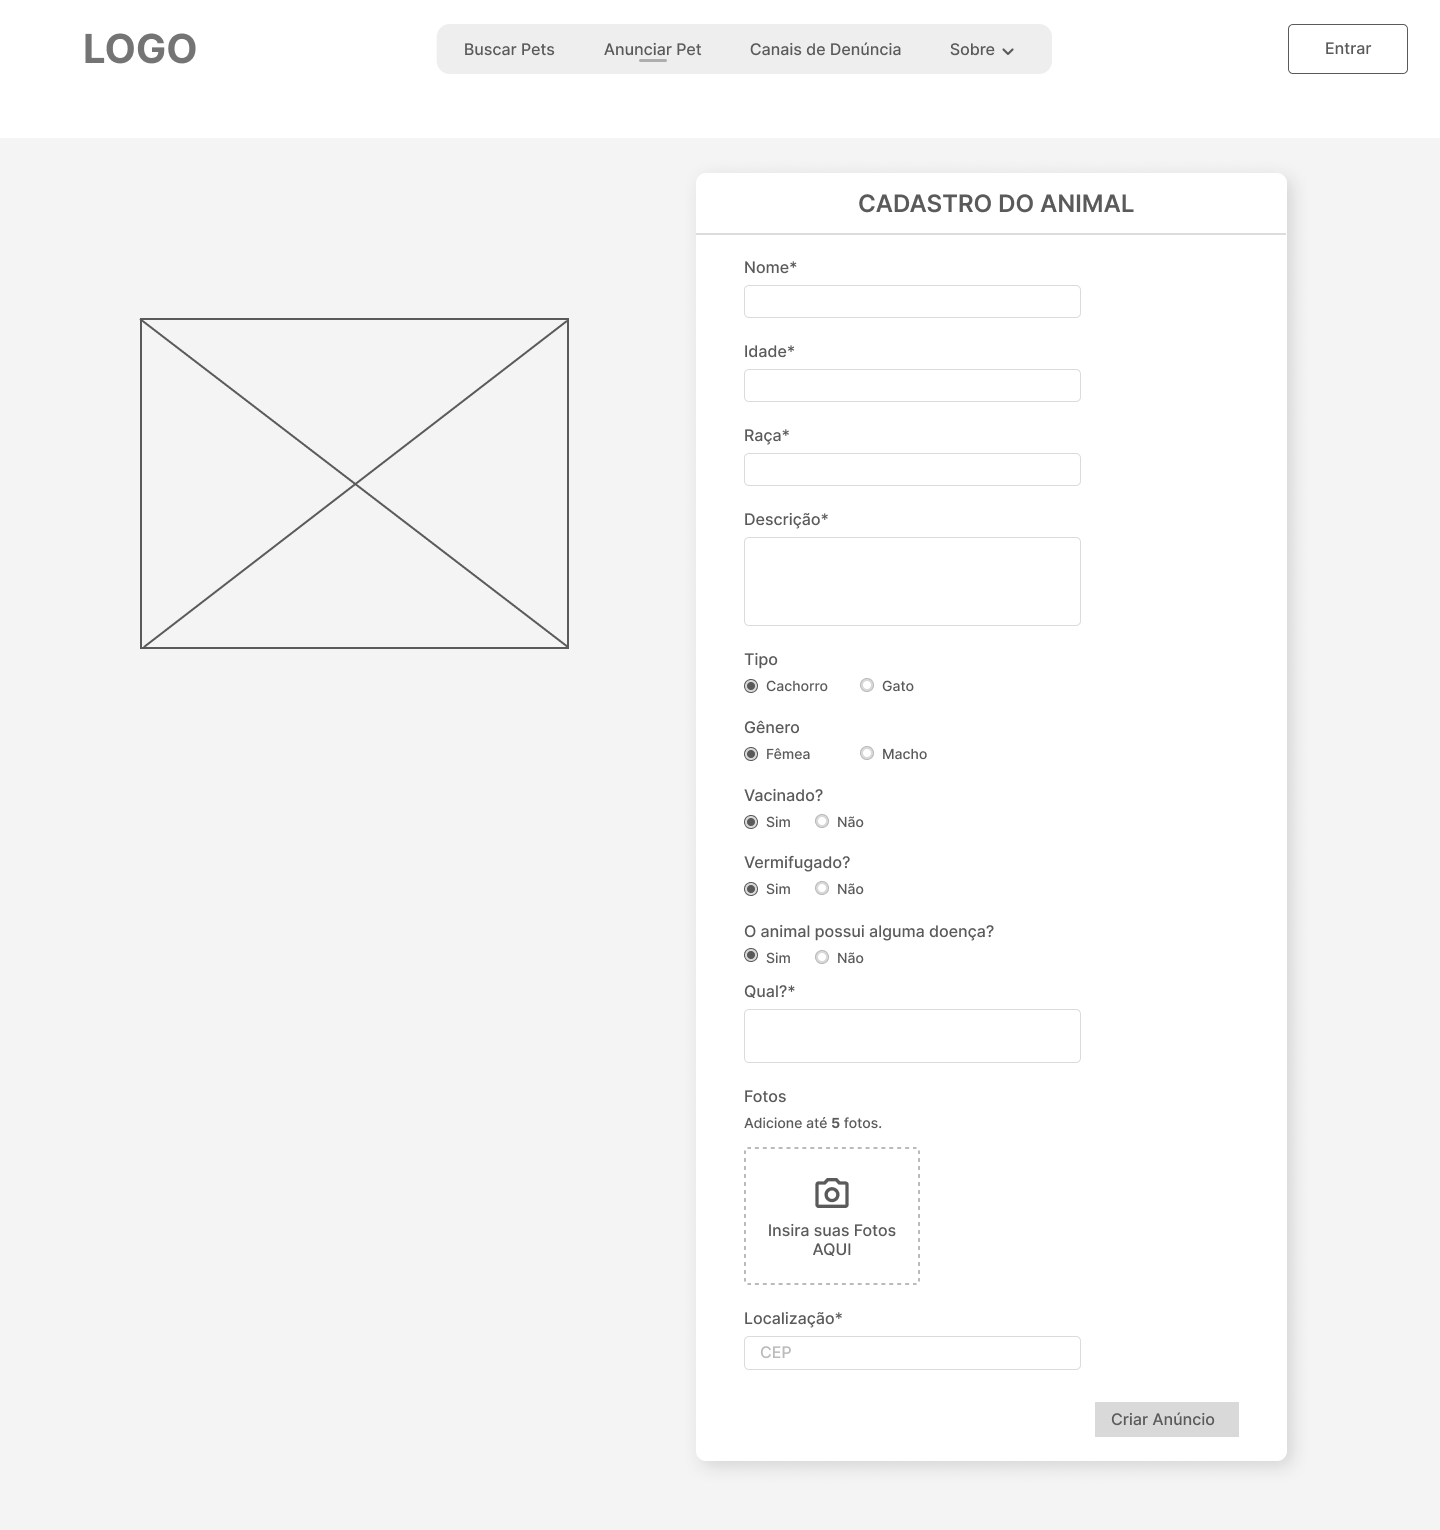 LOGO
Buscar Pets
Anunciar Pet
Canais de Denúncia
Sobre
Entrar
CADASTRO DO ANIMAL
Nome*
Idade*
Raça*
Descrição*
Tipo
Cachorro
Gato
Gênero
Fêmea
Macho
Vacinado?
Sim
Não
Vermifugado?
Sim
Não
O animal possui alguma doença?
Sim
Não
Qual?*
Fotos
Adicione até 5 fotos.
Insira suas Fotos
AQUI
Localização*
CEP
Criar Anúncio